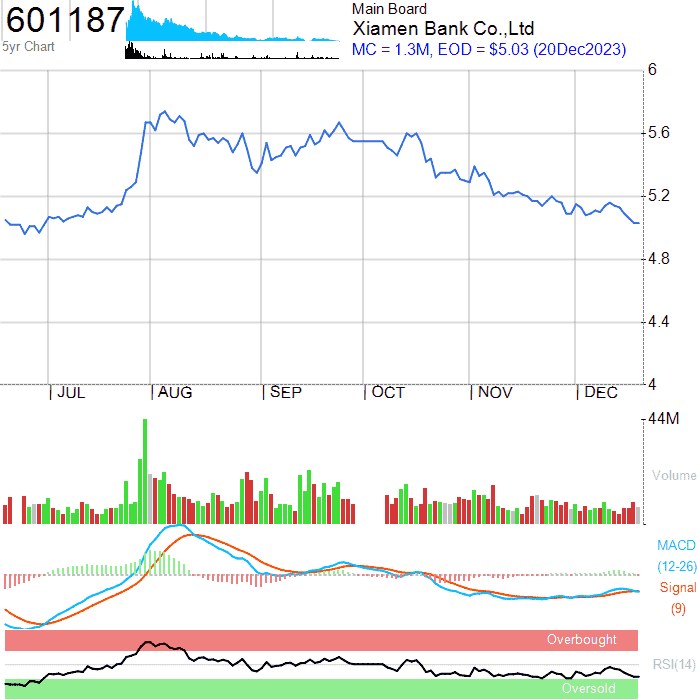 601187
5yr Chart
Main Board
Xiamen Bank Co.,Ltd
MC = 1.3M, EOD = $5.03 (20Dec2023)
6
5.6
5.2
4.8
4.4
4
JUL AUG SEP OCT NOV DEC
44M
Volume
MACD
(12-26)
Signal
(9)
Overbought
RSI(14)
Oversold